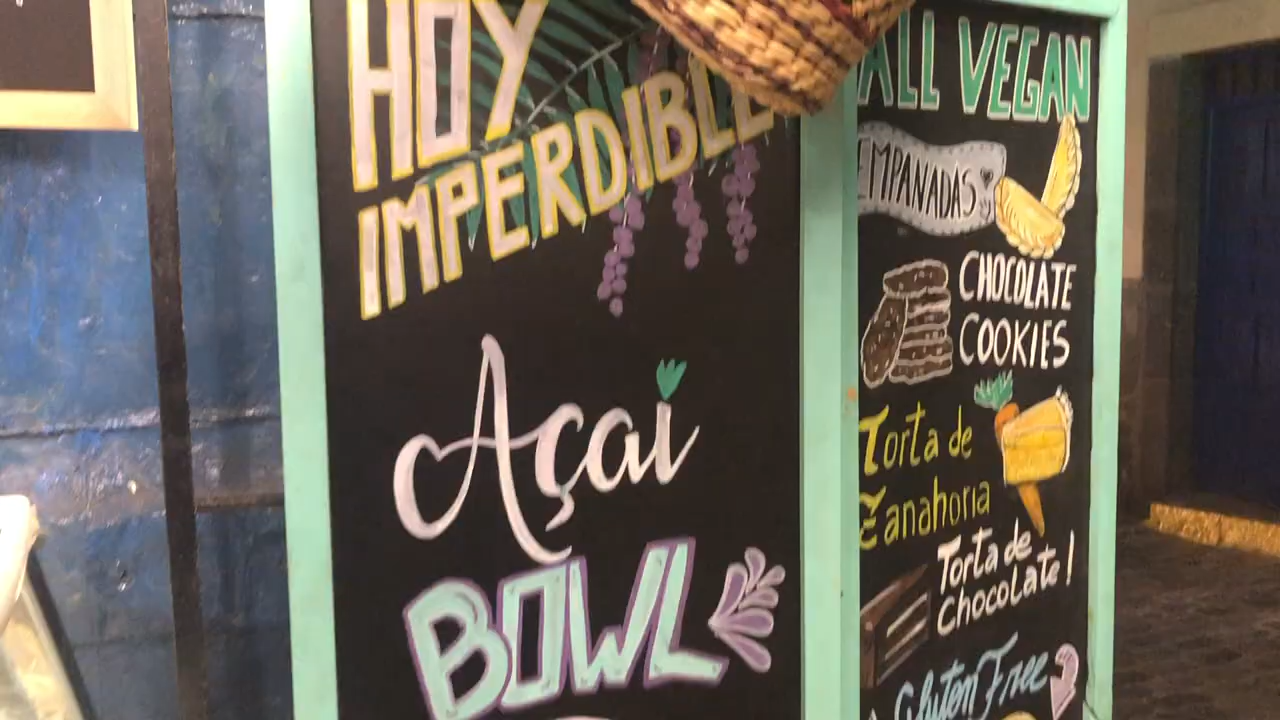 HOY
IMPERDIBLE
Açai
BOWL
ALL VEGAN
EMPANADAS
CHOCOLATE
COOKIES
Torta de
Zanahoria
Torta de
Chocolate!
Gluten Free